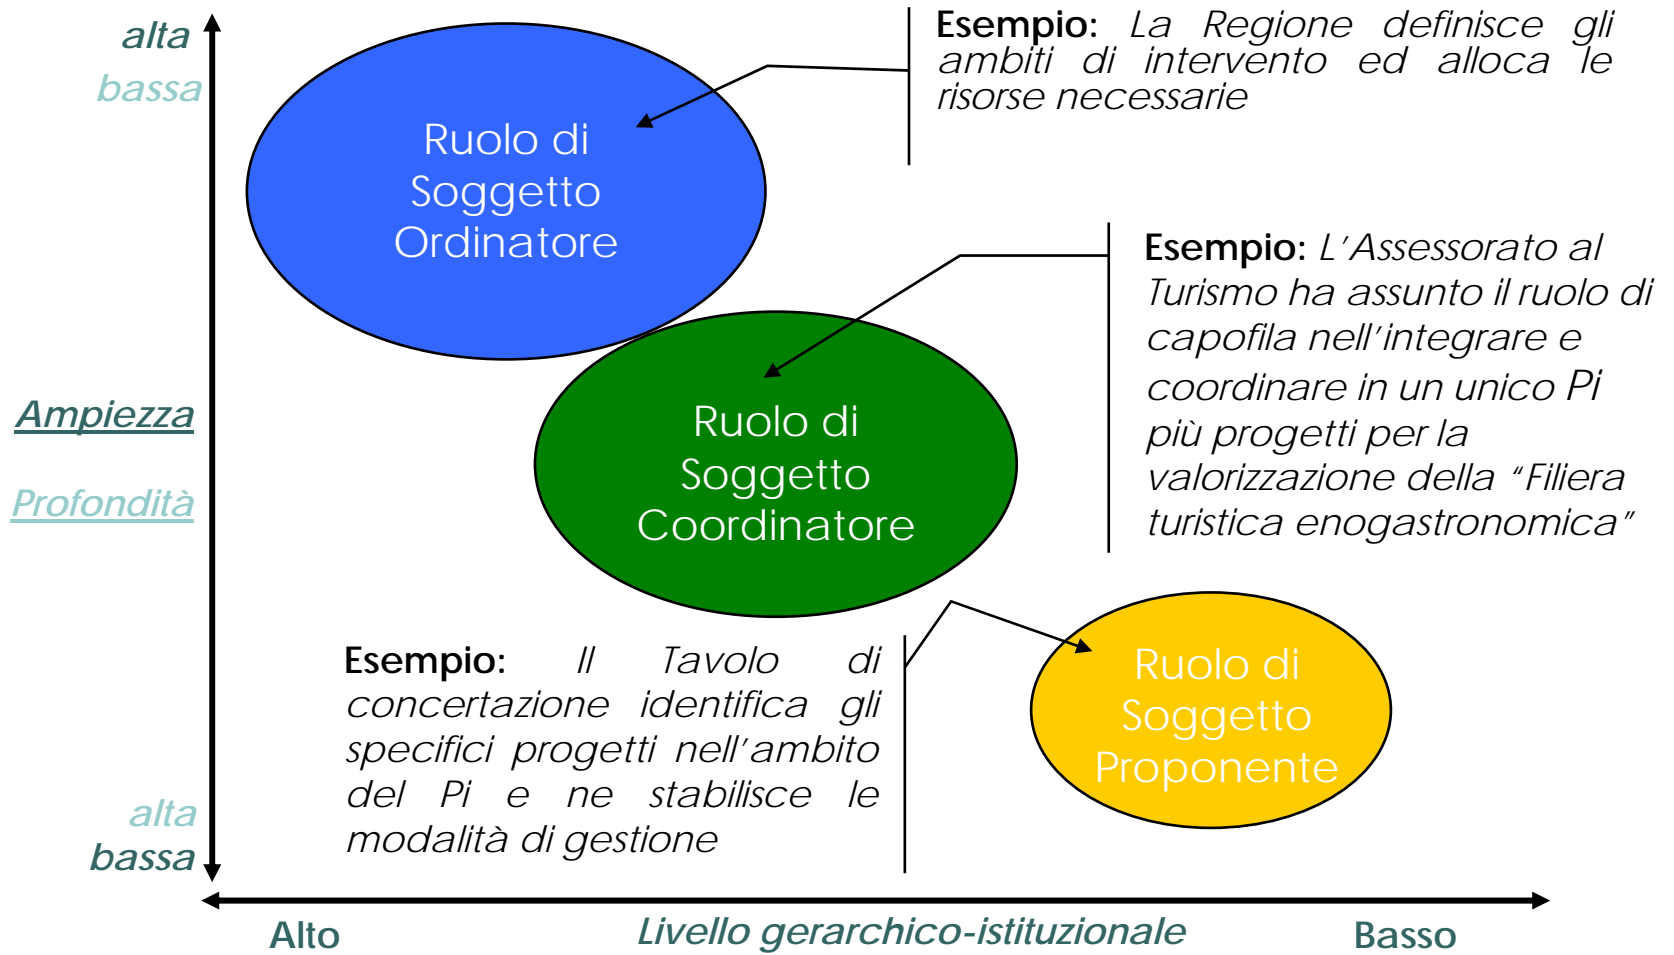 alta
bassa
Ruolo di
Soggetto
Ordinatore
Esempio: La Regione definisce gli
ambiti di intervento ed alloca le
risorse necessarie
Esempio: L'Assessorato al
Turismo ha assunto il ruolo di
capofila nell'integrare e
coordinare in un unico Pi
più progetti per la
valorizzazione della “Filiera
turistica enogastronomica”
Ampiezza
Profondità
Ruolo di
Soggetto
Coordinatore
Esempio: Il Tavolo di
concertazione identifica gli
specifici progetti nell'ambito
del Pi e ne stabilisce le
modalità di gestione
Ruolo di
Soggetto
Proponente
alta
bassa
Alto
Livello gerarchico-istituzionale
Basso